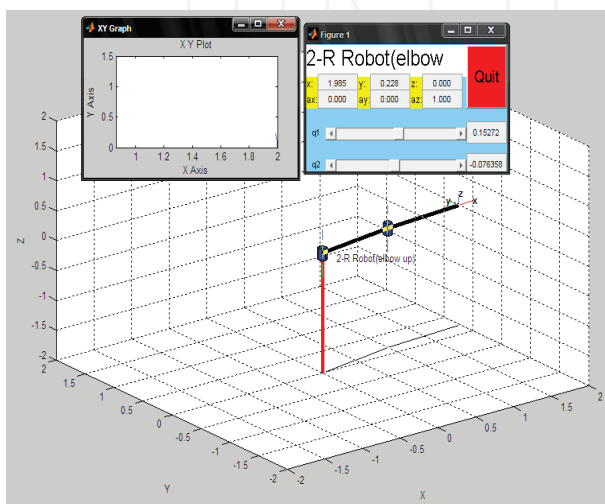 XY Graph
X Y Plot
Y Axis
1.5
1
0.5
0
1
1.2
1.4
1.6
1.8
2
X Axis
Figure 1
2-R Robot(elbow
Quit
x: 1.985 y: 0.228 z: 0.000
ax: 0.000 ay: 0.000 az: 1.000
q1 0.15272
q2 -0.076358
2
1.5
1
0.5
0
-0.5
-1
-1.5
-2
Z
y z x
2-R Robot(elbow up)
2
1.5
1
0.5
0
-0.5
-1
-1.5
-2
Y
-2
-1.5
-1
-0.5
0
0.5
1
1.5
2
X